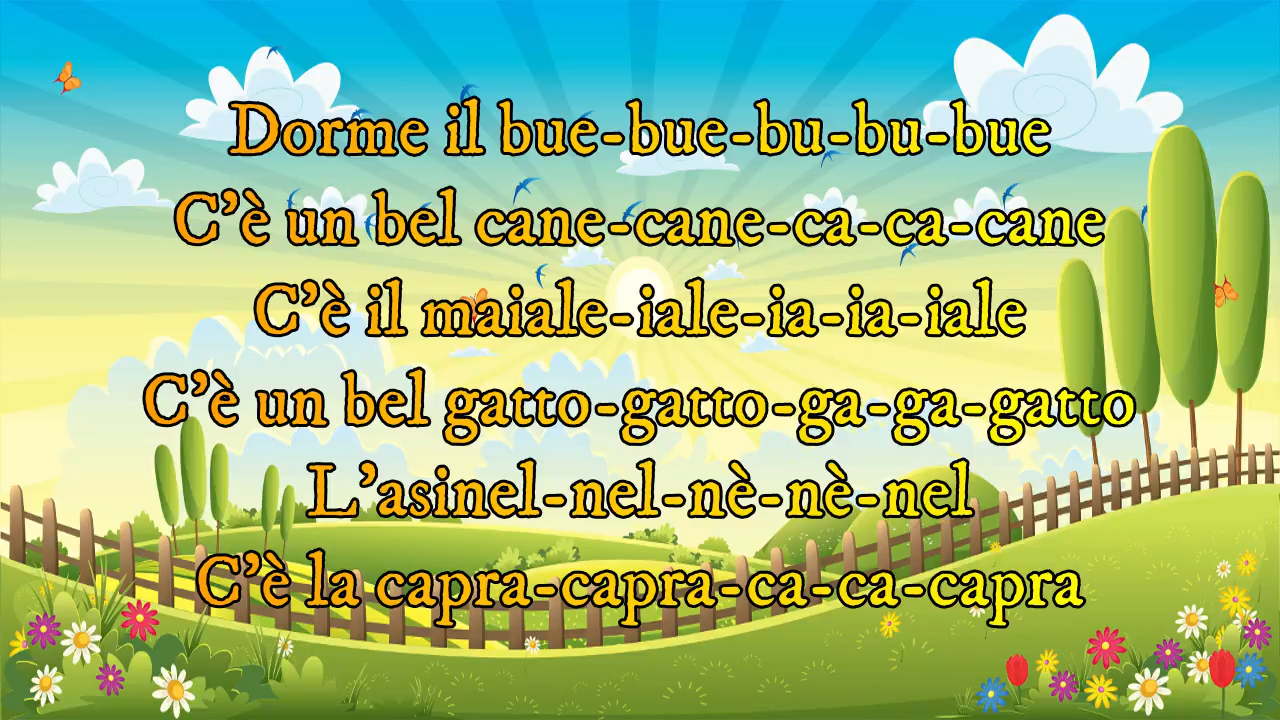 Dorme il bue-bue-bu-bu-bue
C'è un bel cane-cane-ca-ca-cane
C'è il maiale-iale-ia-ia-iale
C'è un bel gatto-gatto-ga-ga-gatto
L'asinel-nel-nè-nè-nel
C'è la capra-capra-ca-ca-capra